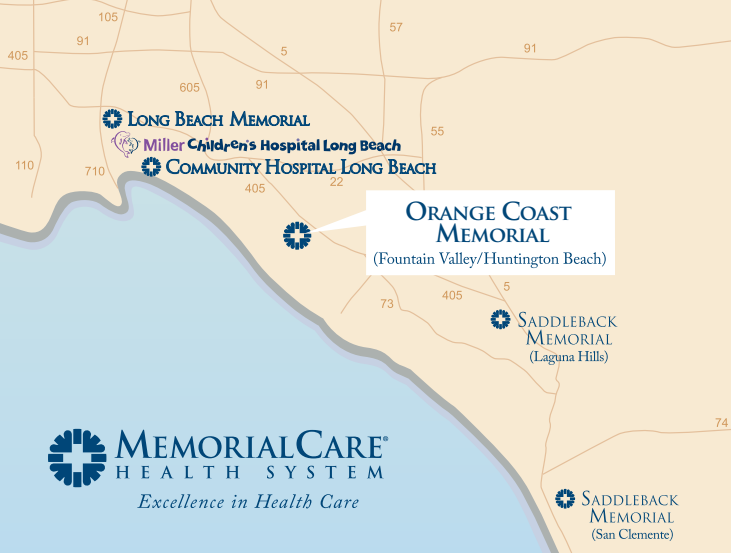 105
57
91
5
91
405
605
91
LONG BEACH MEMORIAL
55
Miller Children's Hospital Long Beach
110
710
COMMUNITY HOSPITAL LONG BEACH
405
22
ORANGE COAST
MEMORIAL
(Fountain Valley/Huntington Beach)
73
405
5
SADDLEBACK
MEMORIAL
(Laguna Hills)
74
MEMORIALCARE®
HEALTH SYSTEM
Excellence in Health Care
SADDLEBACK
MEMORIAL
(San Clemente)